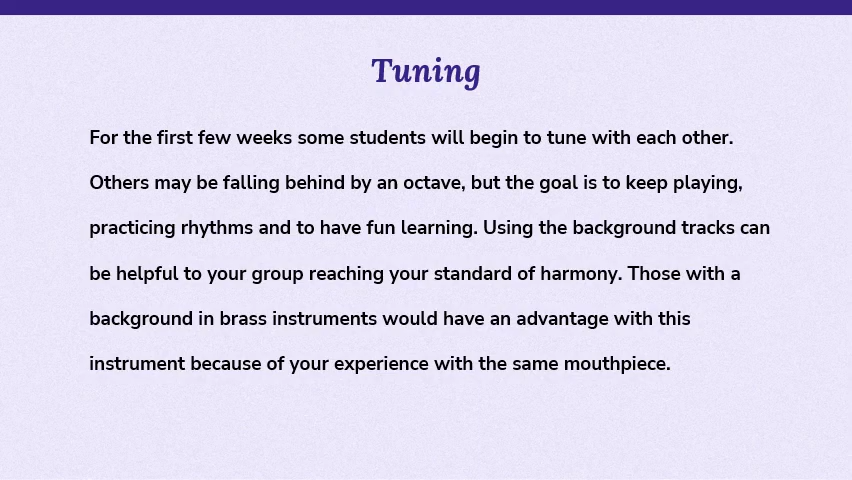 Tuning
For the first few weeks some students will begin to tune with each other.
Others may be falling behind by an octave, but the goal is to keep playing,
practicing rhythms and to have fun learning. Using the background tracks can
be helpful to your group reaching your standard of harmony. Those with a
background in brass instruments would have an advantage with this
instrument because of your experience with the same mouthpiece.